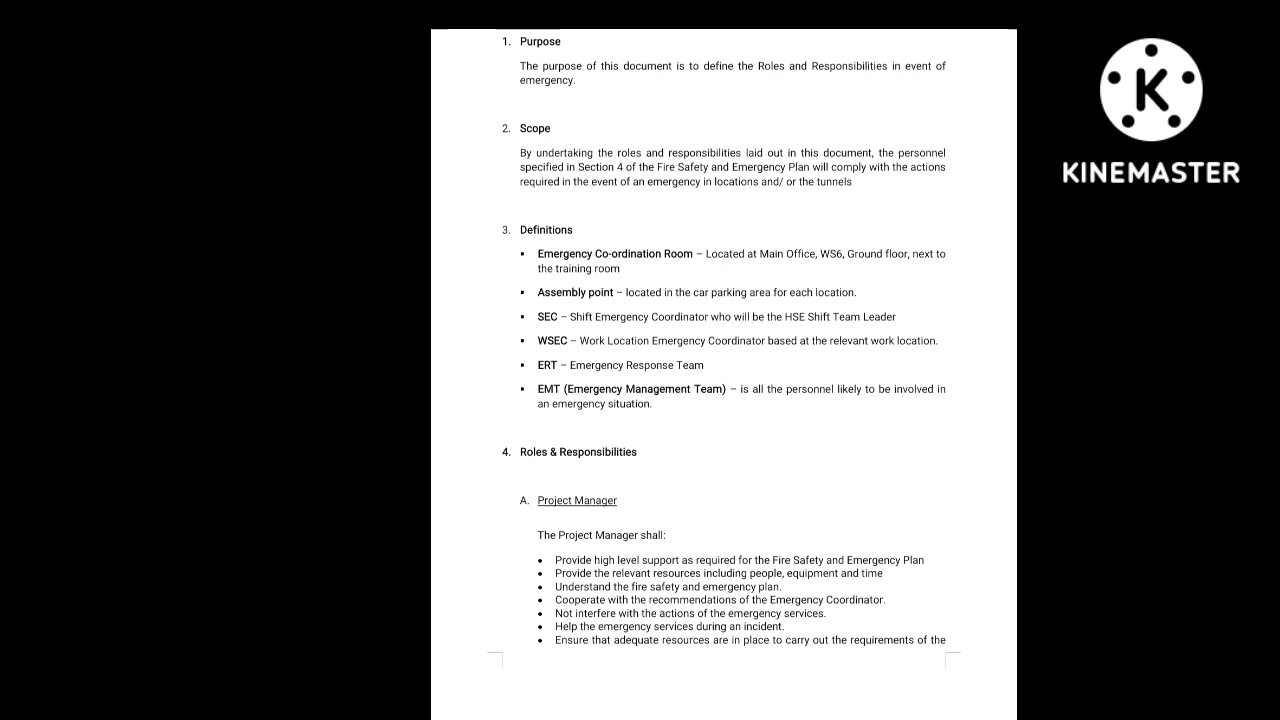 1. Purpose
The purpose of this document is to define the Roles and Responsibilities in event of
emergency.
2. Scope
By undertaking the roles and responsibilities laid out in this document, the personnel
specified in Section 4 of the Fire Safety and Emergency Plan will comply with the actions
required in the event of an emergency in locations and/ or the tunnels
3. Definitions
▪ Emergency Co-ordination Room – Located at Main Office, WS6, Ground floor, next to
the training room
▪ Assembly point – located in the car parking area for each location.
▪ SEC – Shift Emergency Coordinator who will be the HSE Shift Team Leader
▪ WSEC – Work Location Emergency Coordinator based at the relevant work location.
▪ ERT – Emergency Response Team
▪ EMT (Emergency Management Team) – is all the personnel likely to be involved in
an emergency situation.
4. Roles & Responsibilities
A. Project Manager
The Project Manager shall:
• Provide high level support as required for the Fire Safety and Emergency Plan
• Provide the relevant resources including people, equipment and time
• Understand the fire safety and emergency plan.
• Cooperate with the recommendations of the Emergency Coordinator.
• Not interfere with the actions of the emergency services.
• Help the emergency services during an incident.
• Ensure that adequate resources are in place to carry out the requirements of the
K
KINEMASTER